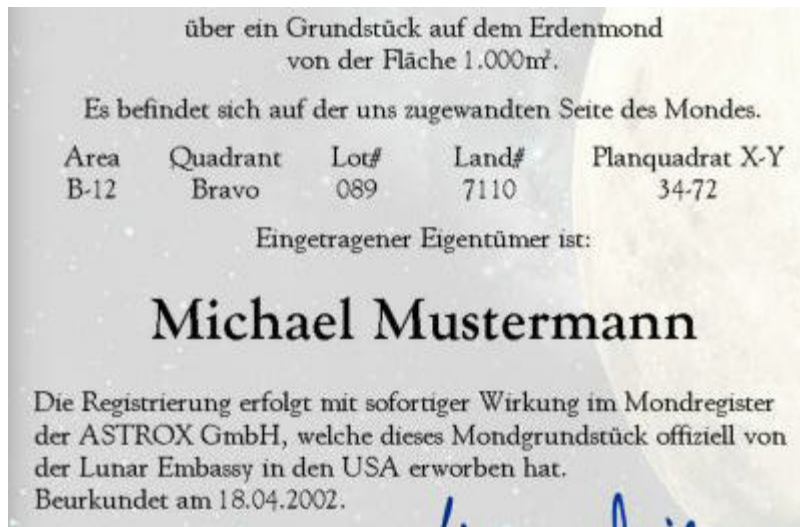 über ein Grundstück auf dem Erdenmond
von der Fläche 1.000m².
Es befindet sich auf der uns zugewandten Seite des Mondes.
Area Quadrant Lot# Land# Planquadrat X-Y
B-12 Bravo 089 7110 34-72
Eingetragener Eigentümer ist:
Michael Mustermann
Die Registrierung erfolgt mit sofortiger Wirkung im Mondregister
der ASTROX GmbH, welche dieses Mondgrundstück offiziell von
der Lunar Embassy in den USA erworben hat.
Beurkundet am 18.04.2002.